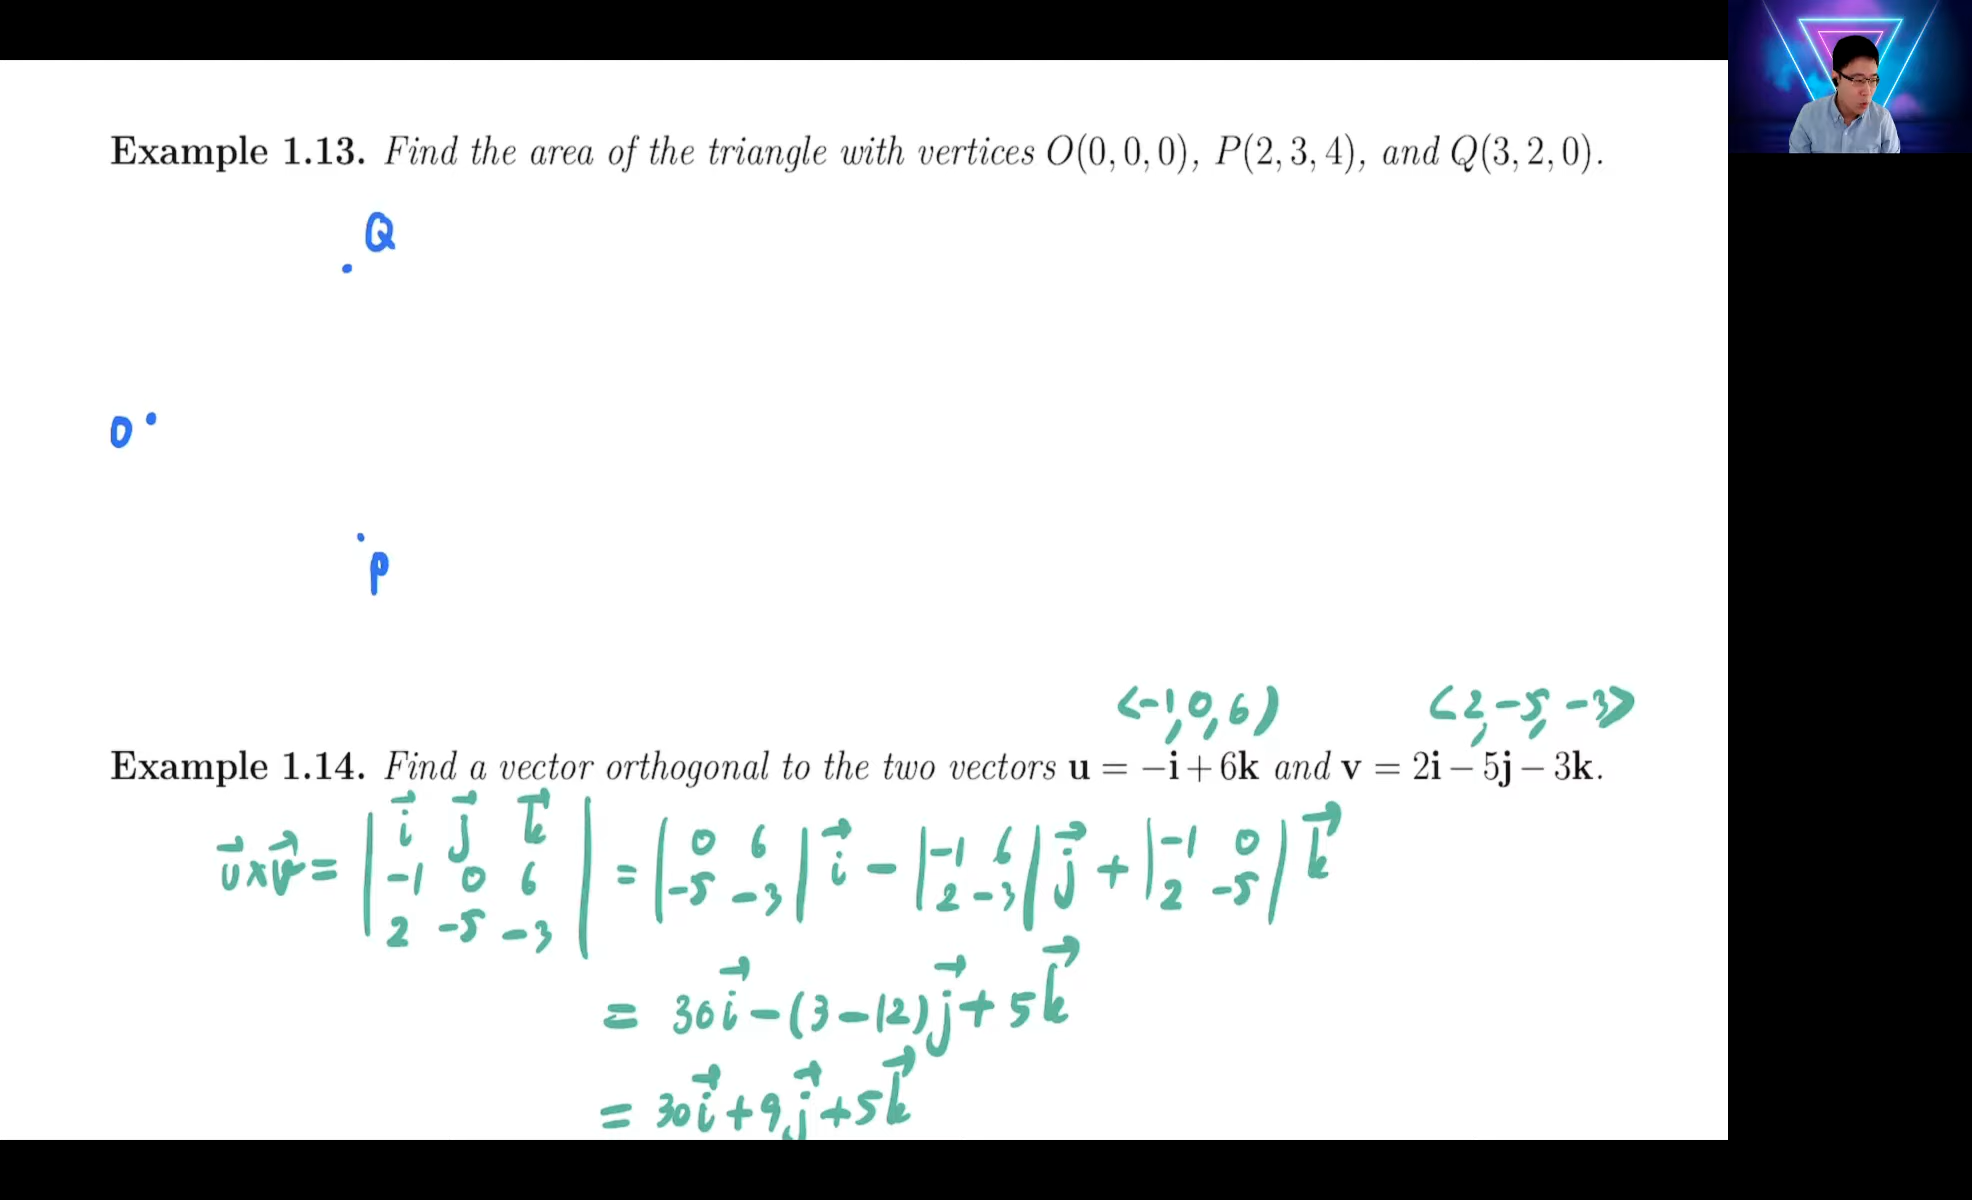 Example 1.13. Find the area of the triangle with vertices O(0, 0, 0), P(2, 3, 4), and Q(3, 2, 0).
Q
O
P
<-1, 0, 6) <2, -5, -3>
Example 1.14. Find a vector orthogonal to the two vectors u = −i + 6k and v = 2i − 5j − 3k.
u⃗×v⃗ = | i⃗ j⃗ k⃗ | = | 0 6 | i⃗ - | -1 6 | j⃗ + | -1 0 | k⃗
-1 0 6 -5 -3 2 -3 2 -5
2 -5 -3
= 30i⃗ - (3-12)j⃗ + 5k⃗
= 30i⃗ + 9j⃗ + 5k⃗